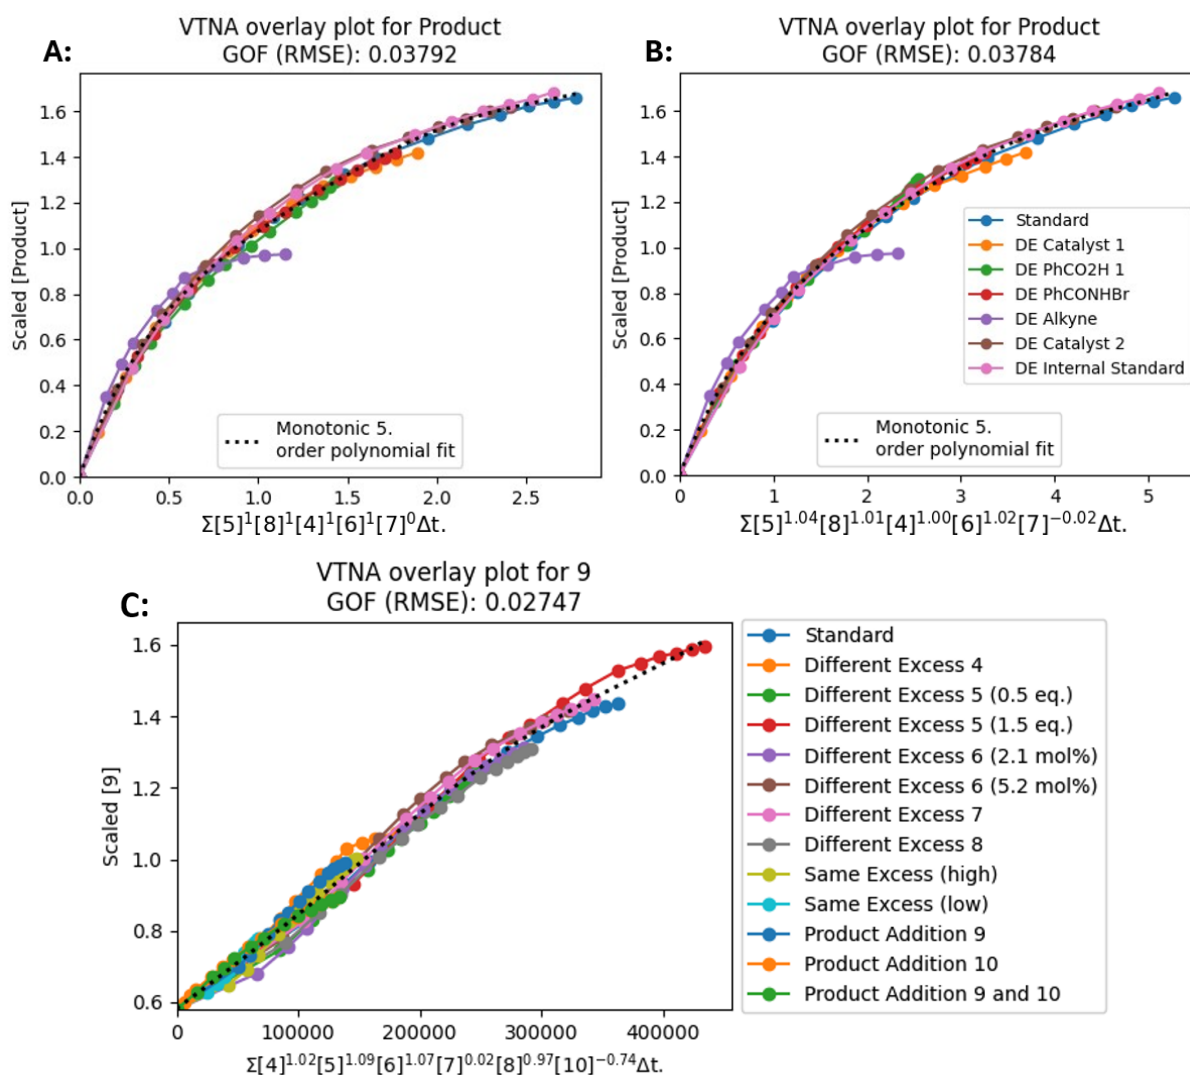 A:
VTNA overlay plot for Product
GOF (RMSE): 0.03792
Scaled [Product]
1.6
1.4
1.2
1.0
0.8
0.6
0.4
0.2
0.0
Monotonic 5.
order polynomial fit
0.0 0.5 1.0 1.5 2.0 2.5
Σ[5]¹[8]¹[4]¹[6]¹[7]⁰Δt.
B:
VTNA overlay plot for Product
GOF (RMSE): 0.03784
Scaled [Product]
1.6
1.4
1.2
1.0
0.8
0.6
0.4
0.2
0.0
Standard
DE Catalyst 1
DE PhCO2H 1
DE PhCONHBr
DE Alkyne
DE Catalyst 2
DE Internal Standard
Monotonic 5.
order polynomial fit
0 1 2 3 4 5
Σ[5]¹·⁰⁴[8]¹·⁰¹[4]¹·⁰⁰[6]¹·⁰²[7]⁻⁰·⁰²Δt.
C:
VTNA overlay plot for 9
GOF (RMSE): 0.02747
Scaled [9]
1.6
1.4
1.2
1.0
0.8
0.6
0 100000 200000 300000 400000
Σ[4]¹·⁰²[5]¹·⁰⁹[6]¹·⁰⁷[7]⁰·⁰²[8]⁰·⁹⁷[10]⁻⁰·⁷⁴Δt.
Standard
Different Excess 4
Different Excess 5 (0.5 eq.)
Different Excess 5 (1.5 eq.)
Different Excess 6 (2.1 mol%)
Different Excess 6 (5.2 mol%)
Different Excess 7
Different Excess 8
Same Excess (high)
Same Excess (low)
Product Addition 9
Product Addition 10
Product Addition 9 and 10